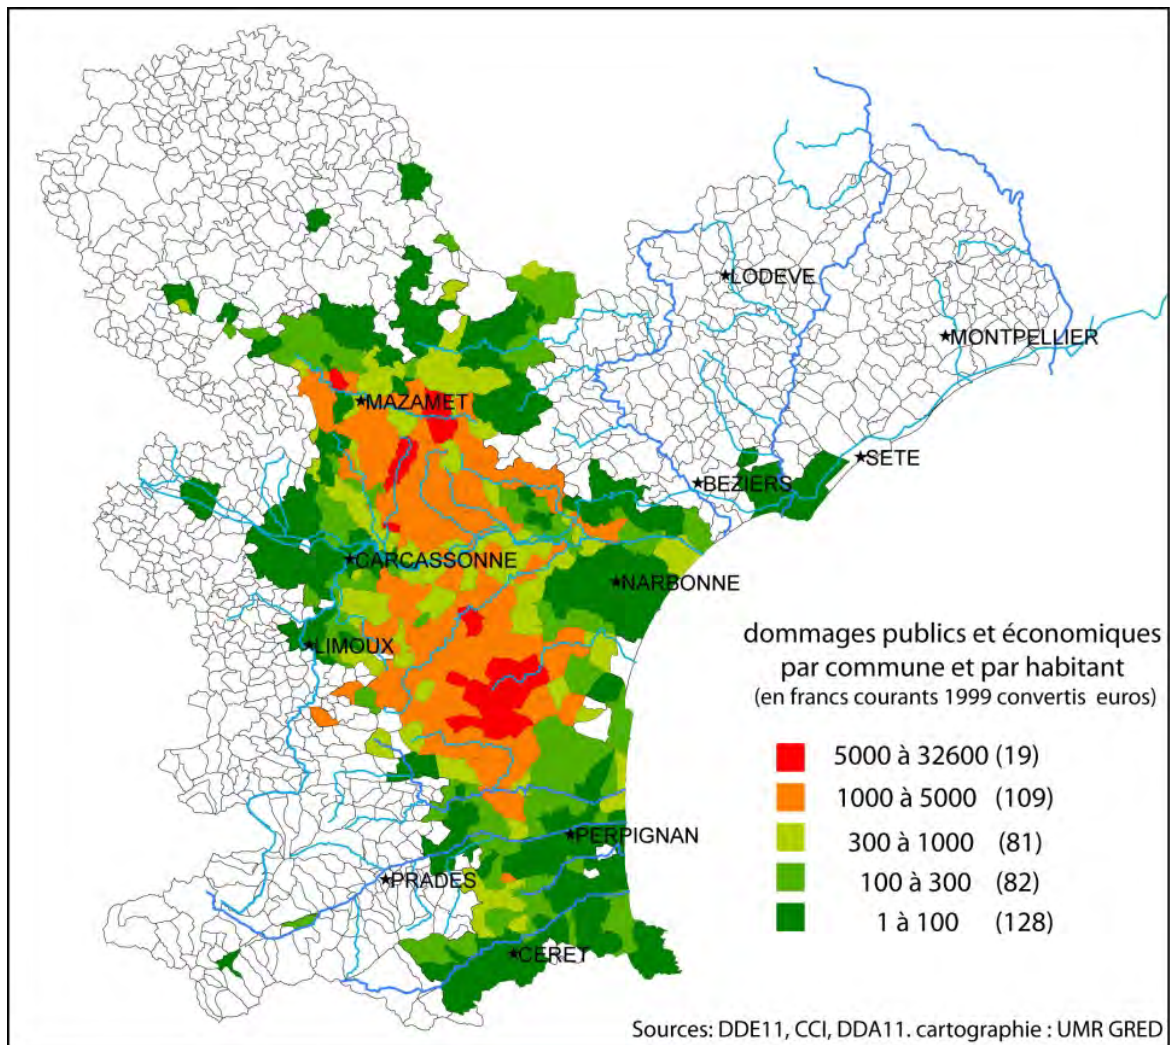 LODEVE
MONTPELLIER
MAZAMET
SETE
BEZIERS
CARCASSONNE
NARBONNE
LIMOUX
PERPIGNAN
PRADES
CERET
dommages publics et économiques
par commune et par habitant
(en francs courants 1999 convertis euros)
5000 à 32600 (19)
1000 à 5000 (109)
300 à 1000 (81)
100 à 300 (82)
1 à 100 (128)
Sources: DDE11, CCI, DDA11. cartographie : UMR GRED